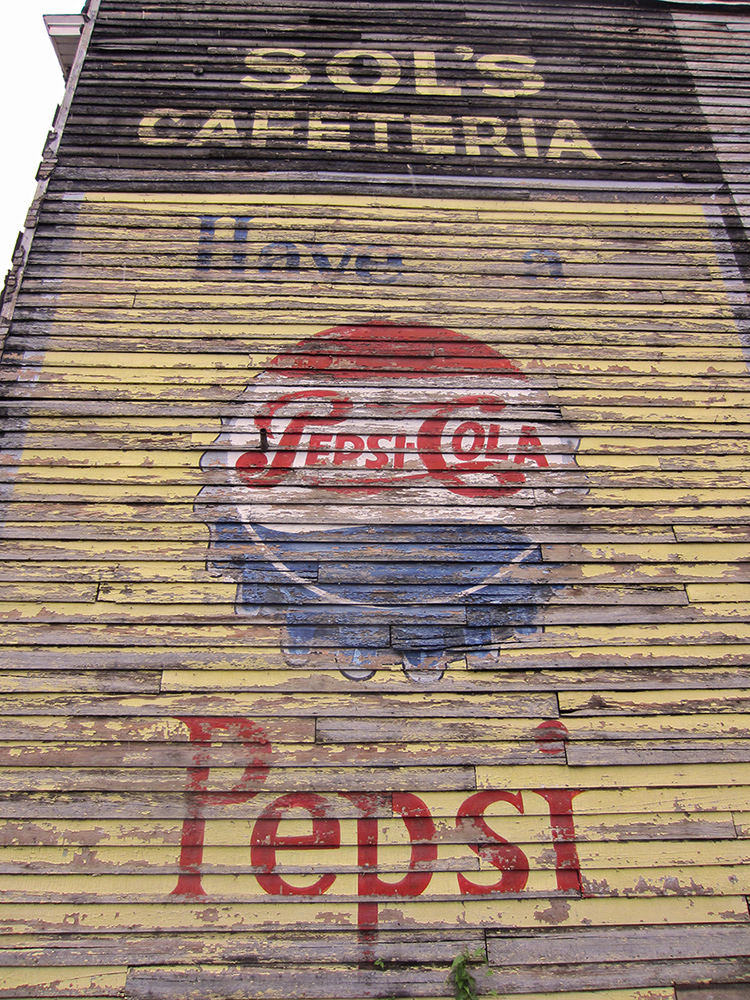 SOL'S
CAFETERIA
Have a
PEPSI-COLA
Pepsi